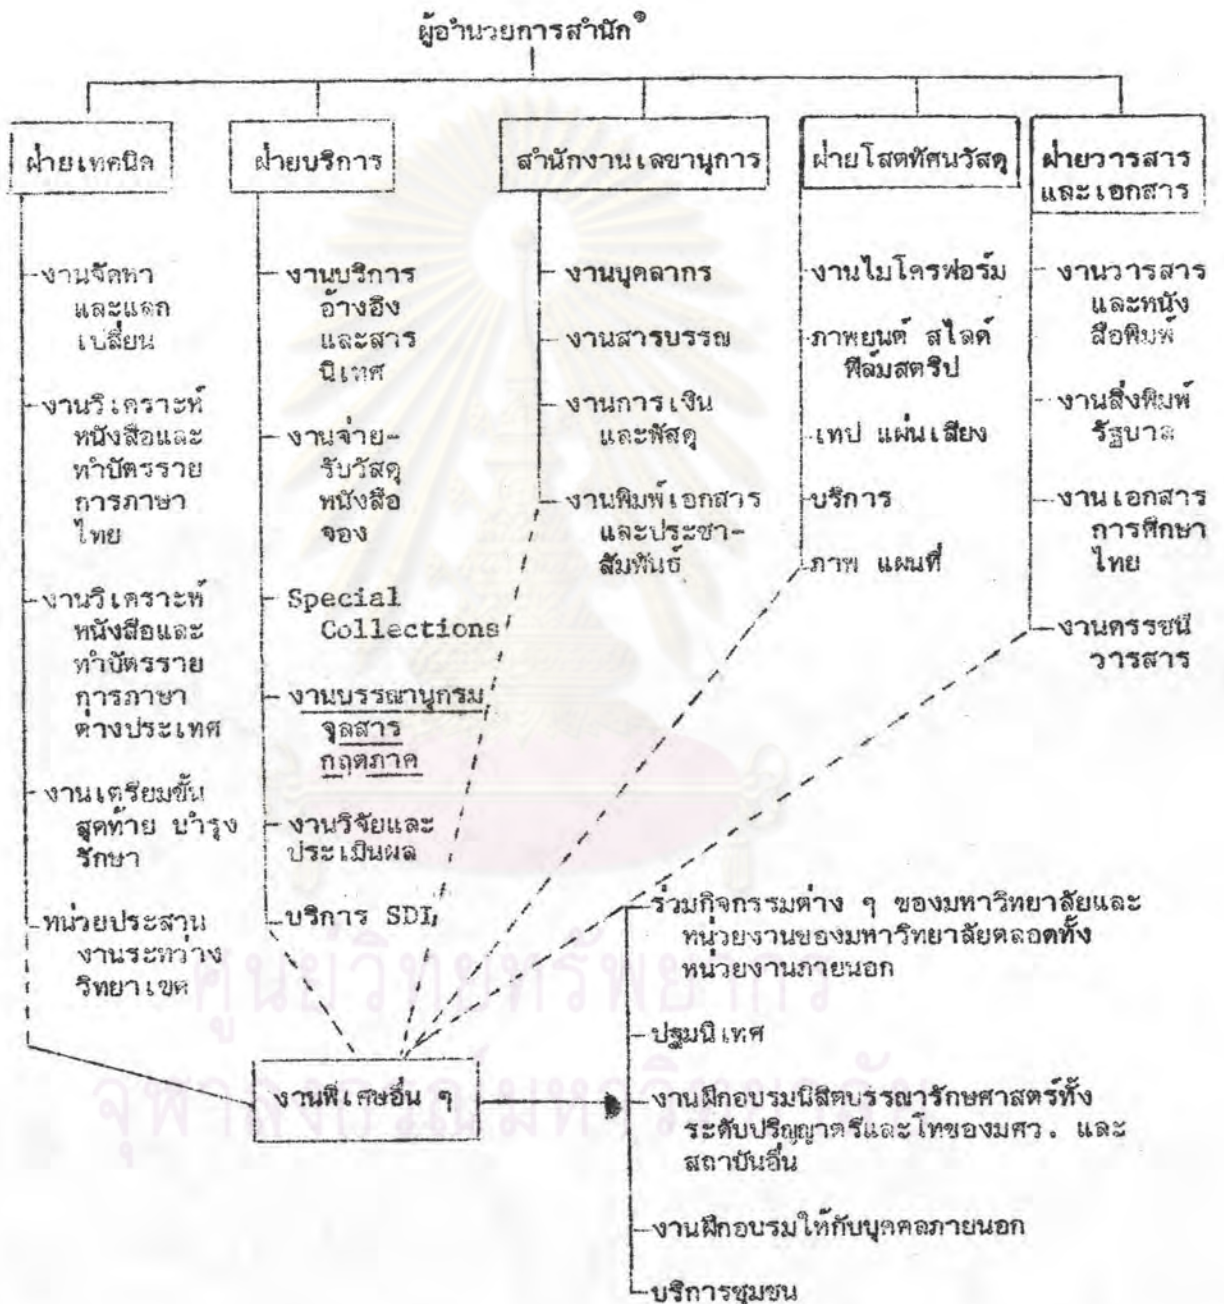 ผู้อำนวยการสำนัก๑
ฝ่ายเทคนิค
งานจัดหา
และแลก
เปลี่ยน
งานวิเคราะห์
หนังสือและ
ทำบัตรราย
การภาษา
ไทย
งานวิเคราะห์
หนังสือและ
ทำบัตรราย
การภาษา
ต่างประเทศ
งานเตรียมขั้น
สุดท้าย บำรุง
รักษา
หน่วยประสาน
งานระหว่าง
วิทยาเขต
ฝ่ายบริการ
งานบริการ
อ้างอิง
และสาร
นิเทศ
งานจ่าย-
รับวัสดุ
หนังสือ
จอง
Special
Collections
งานบรรณานุกรม
จุลสาร
กฤตภาค
งานวิจัยและ
ประเมินผล
บริการ SDI
สำนักงานเลขานุการ
งานบุคลากร
งานสารบรรณ
งานการเงิน
และพัสดุ
งานพิมพ์เอกสาร
และประชา-
สัมพันธ์
ฝ่ายโสตทัศนวัสดุ
งานไมโครฟอร์ม
ภาพยนต์ สไลด์
ฟิล์มสตริป
เทป แผ่นเสียง
บริการ
ภาพ แผนที่
ฝ่ายวารสาร
และเอกสาร
งานวารสาร
และหนัง
สือพิมพ์
งานสิ่งพิมพ์
รัฐบาล
งานเอกสาร
การศึกษา
ไทย
งานดรรชนี
วารสาร
งานพิเศษอื่น ๆ
ร่วมกิจกรรมต่าง ๆ ของมหาวิทยาลัยและ
หน่วยงานของมหาวิทยาลัยตลอดทั้ง
หน่วยงานภายนอก
ปฐมนิเทศ
งานฝึกอบรมนิสิตบรรณารักษศาสตร์ทั้ง
ระดับปริญญาตรีและโทของมศว. และ
สถาบันอื่น
งานฝึกอบรมให้กับบุคคลภายนอก
บริการชุมชน
ศูนย์วิทยทรัพยากร
จุฬาลงกรณ์มหาวิทยาลัย